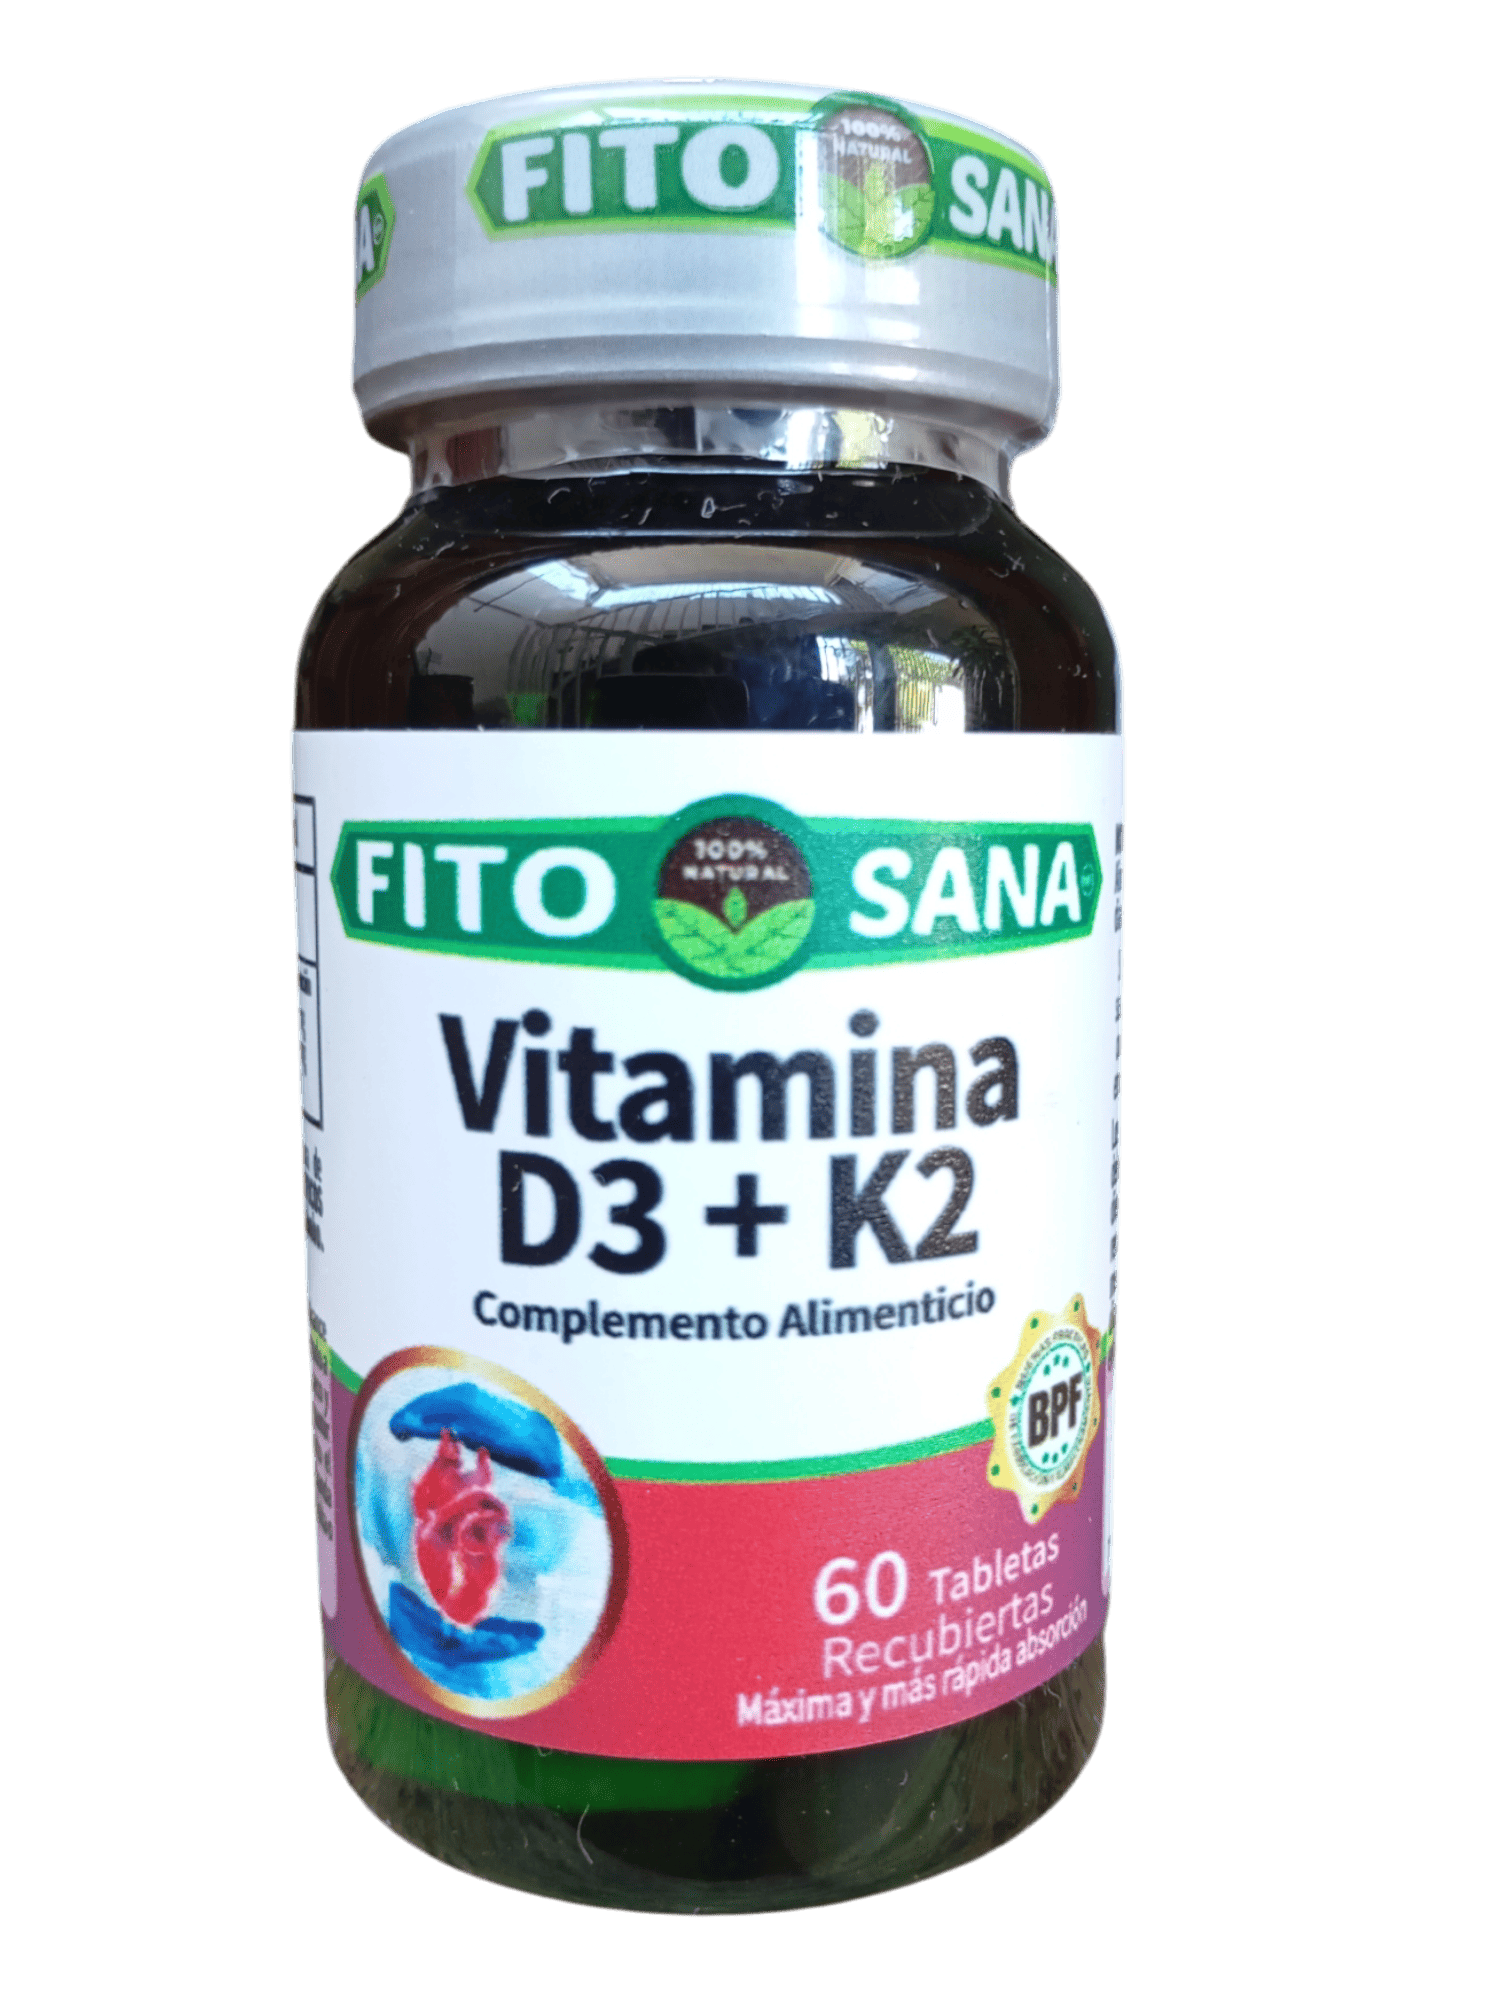 FITO 100% NATURAL SANA
FITO 100% NATURAL SANA
Vitamina
D3 + K2
Complemento Alimenticio
BPF
60 Tabletas
Recubiertas
Máxima y más rápida absorción